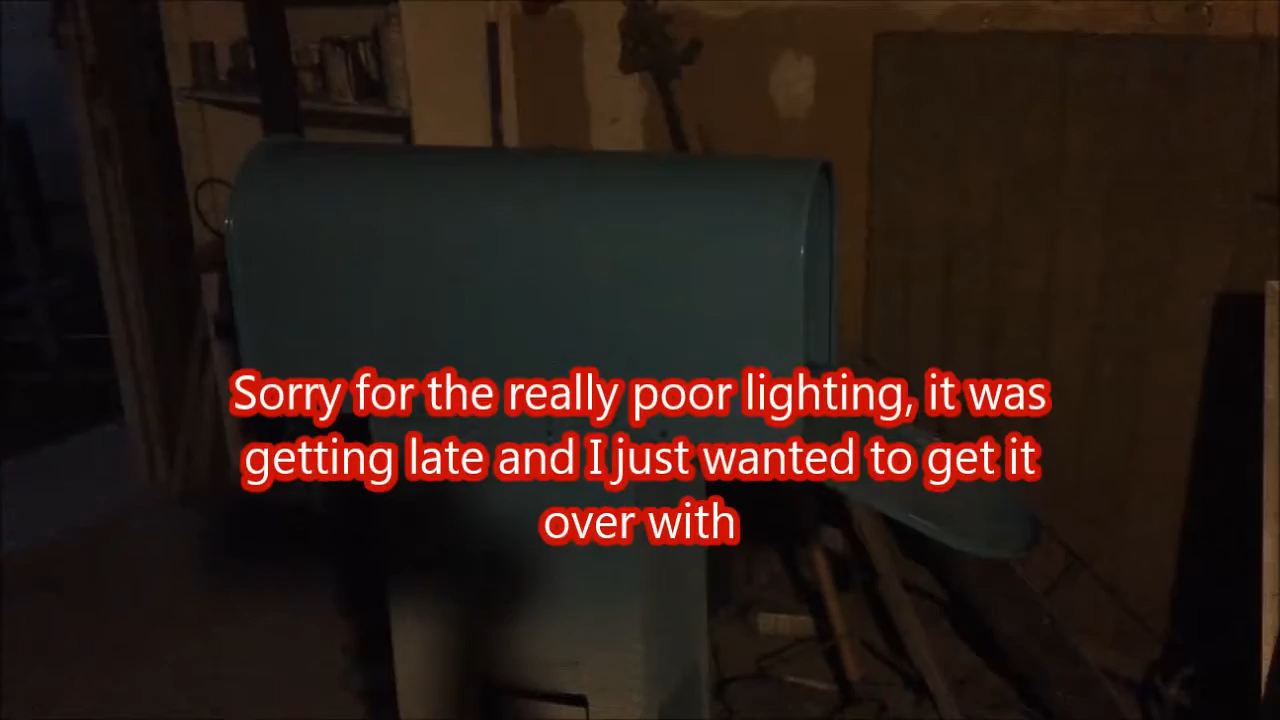 Sorry for the really poor lighting, it was
getting late and I just wanted to get it
over with